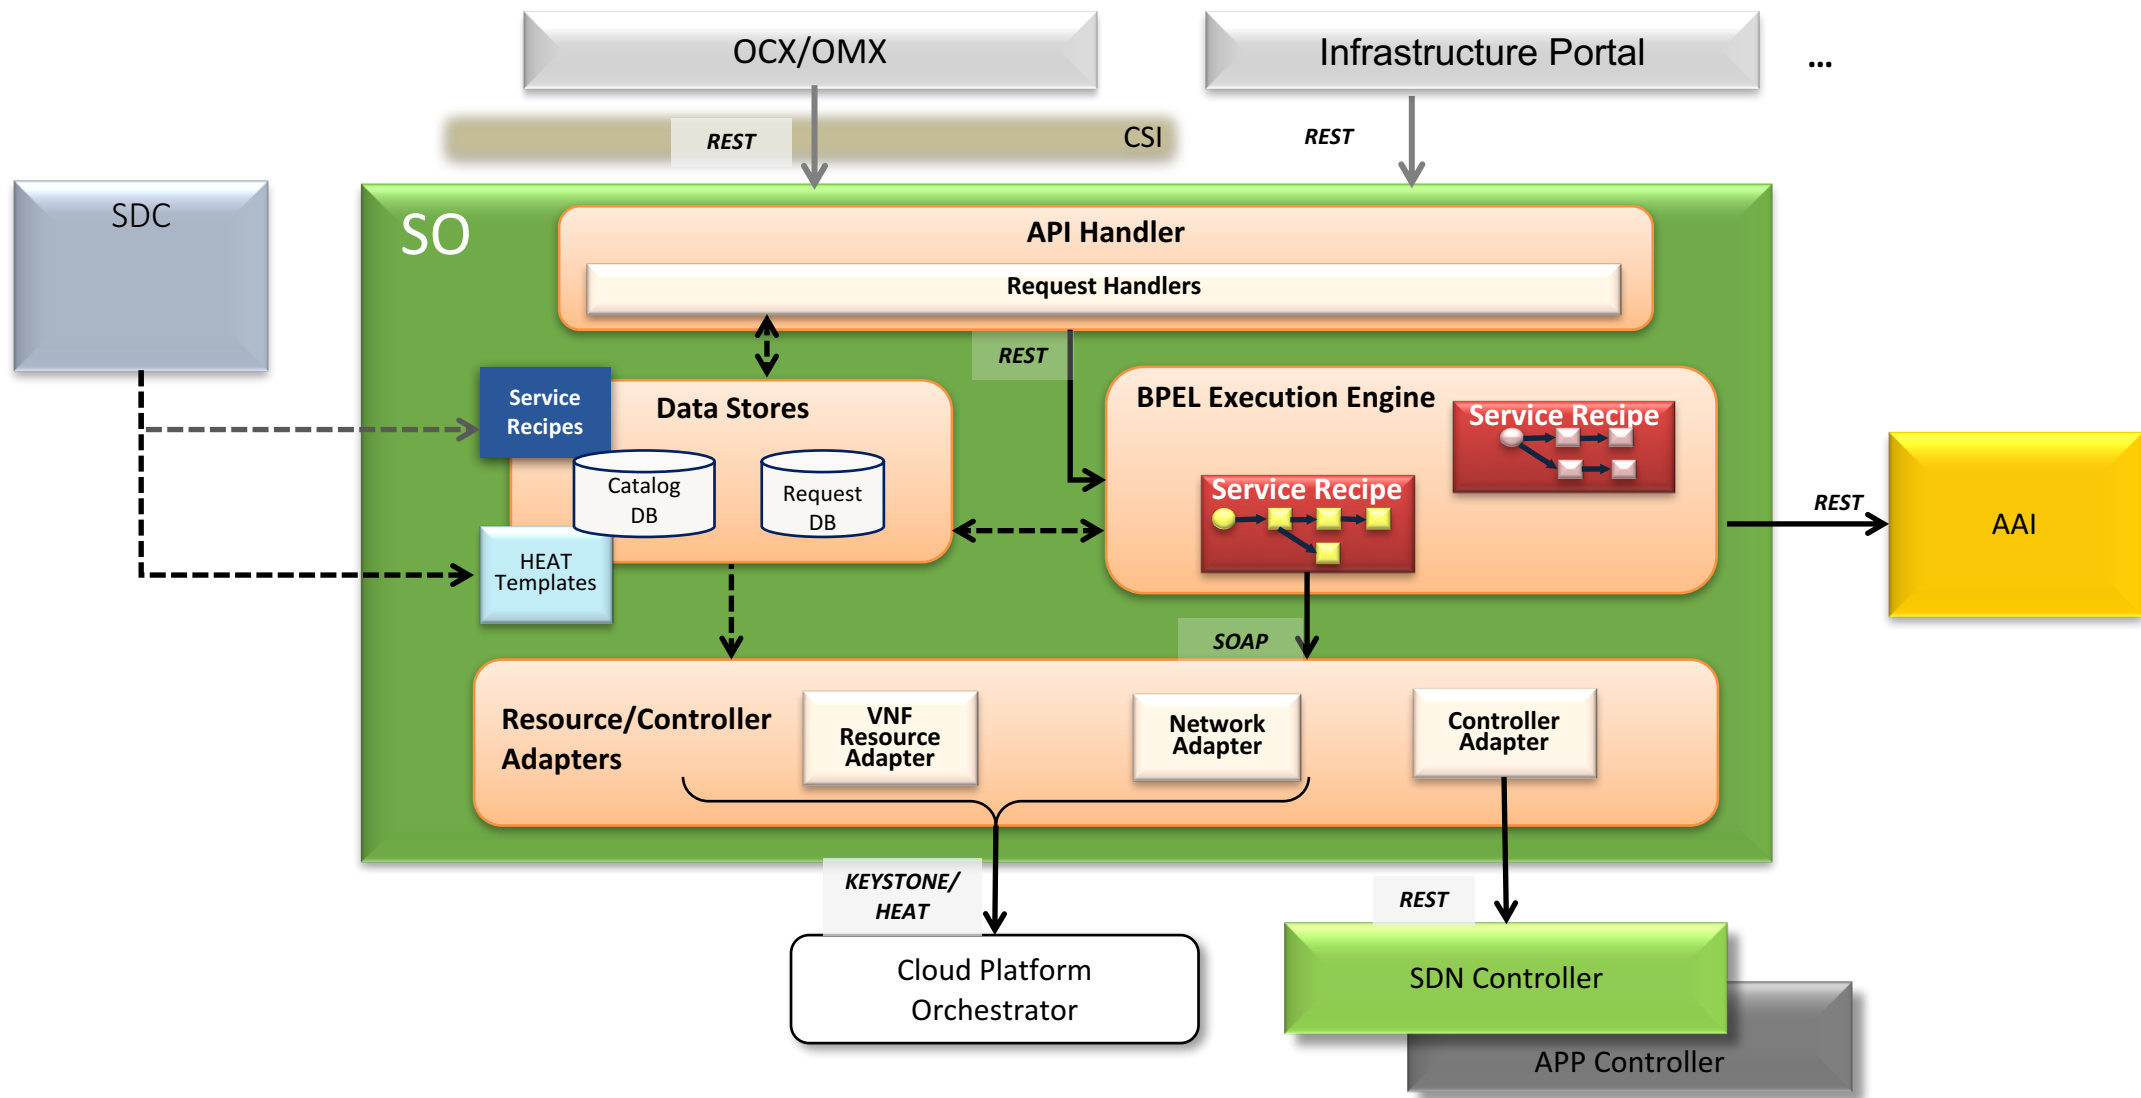 OCX/OMX
Infrastructure Portal
...
REST
CSI
REST
SDC
SO
API Handler
Request Handlers
REST
Service
Recipes
Data Stores
BPEL Execution Engine
Service Recipe
Catalog
DB
Request
DB
Service Recipe
REST
AAI
HEAT
Templates
SOAP
Resource/Controller
Adapters
VNF
Resource
Adapter
Network
Adapter
Controller
Adapter
KEYSTONE/
HEAT
REST
Cloud Platform
Orchestrator
SDN Controller
APP Controller